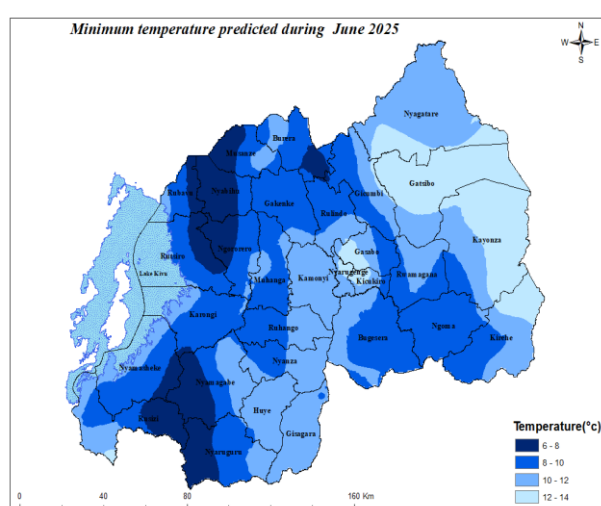 Minimum temperature predicted during June 2025
N
W E
S
Nyagatare
Burera
Musanze
Gatsibo
Rubavu
Nyabihu
Gakenke
Gicumbi
Rulindo
Ngororero
Kayonza
Rutsiro
Gasabo
Lake Kivu
Nyarugenge
Muhanga
Kamonyi
Kicukiro
Rwamagana
Karongi
Ruhango
Ngoma
Bugesera
Kirehe
Nyanza
Nyamasheke
Nyamagabe
Huye
Rusizi
Gisagara
Nyaruguru
Temperature(°c)
6 - 8
8 - 10
10 - 12
12 - 14
0 40 80 160 Km